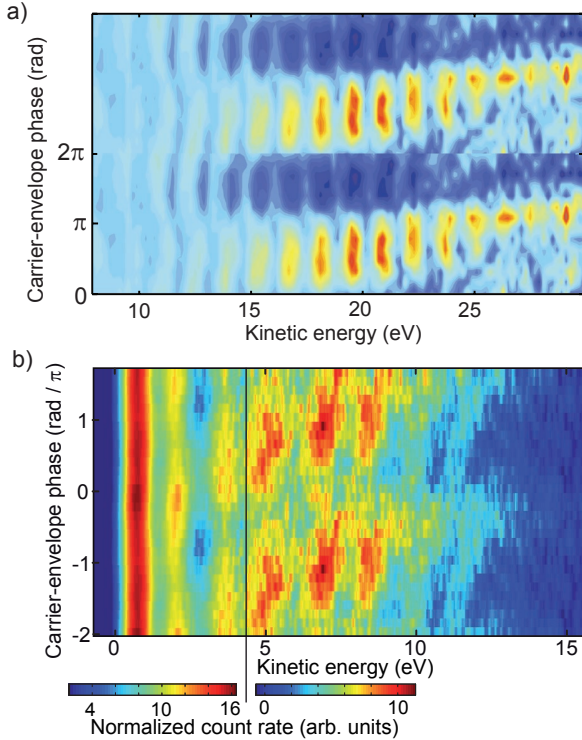 a)
Carrier-envelope phase (rad)
2π
π
0
10 15 20 25
Kinetic energy (eV)
b)
Carrier-envelope phase (rad / π)
1
0
-1
-2
0 5 10 15
Kinetic energy (eV)
4 8 16 0 10
Normalized count rate (arb. units)